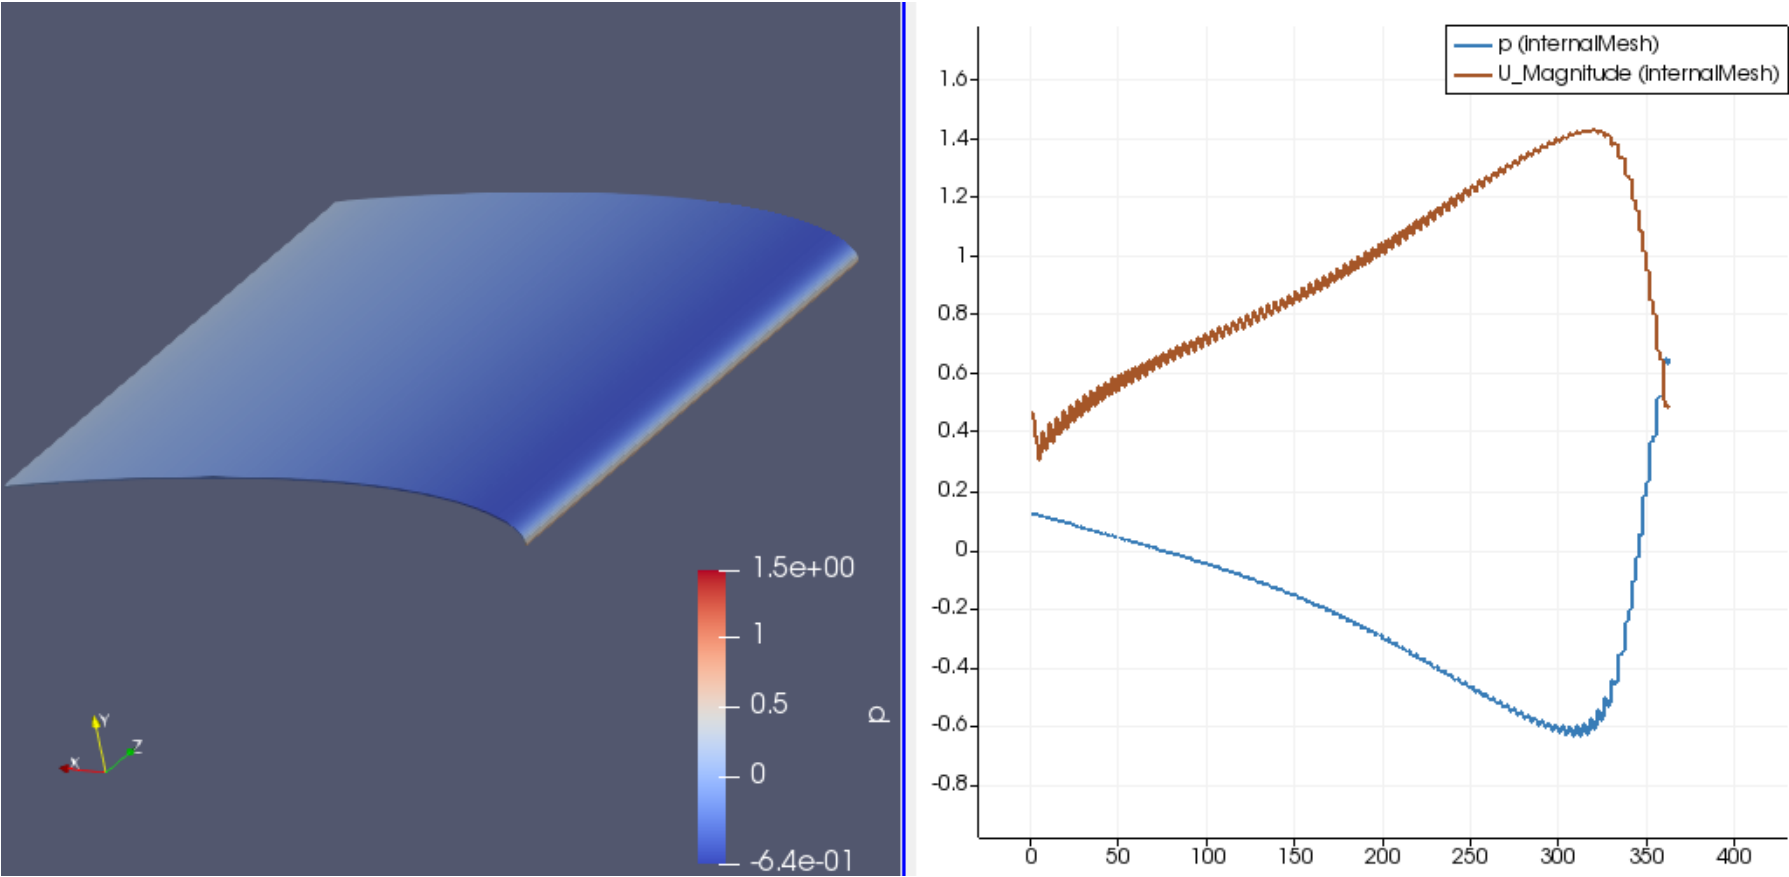 1.5e+00
1
0.5
0
-6.4e-01
p
Y
Z
X
p (internalMesh)
U_Magnitude (internalMesh)
1.6
1.4
1.2
1
0.8
0.6
0.4
0.2
0
-0.2
-0.4
-0.6
-0.8
0 50 100 150 200 250 300 350 400